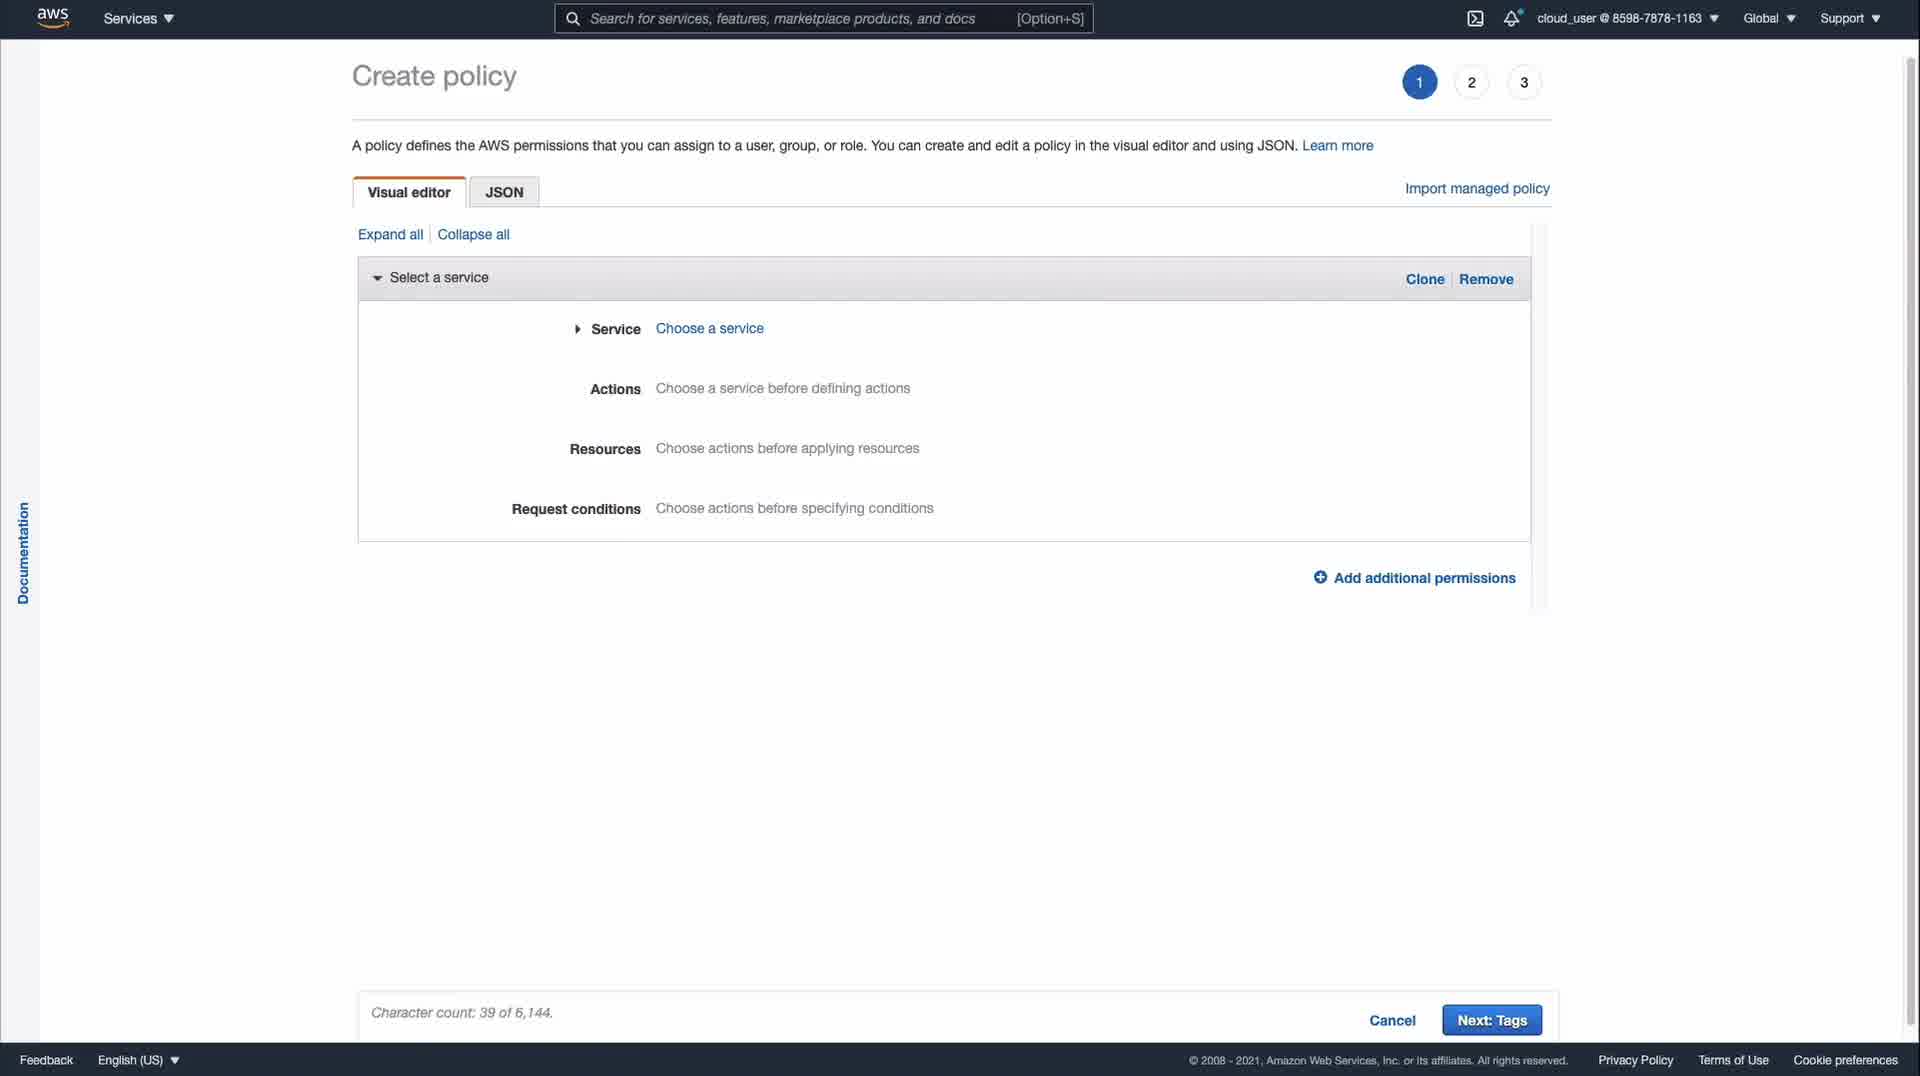 aws Services Search for services, features, marketplace products, and docs [Option+S] cloud_user @ 8598-7878-1163 Global Support
Create policy
1 2 3
A policy defines the AWS permissions that you can assign to a user, group, or role. You can create and edit a policy in the visual editor and using JSON. Learn more
Visual editor JSON Import managed policy
Expand all Collapse all
Select a service Clone Remove
Service Choose a service
Actions Choose a service before defining actions
Resources Choose actions before applying resources
Request conditions Choose actions before specifying conditions
Documentation
Add additional permissions
Character count: 39 of 6,144.
Cancel Next: Tags
Feedback English (US) © 2008 - 2021, Amazon Web Services, Inc. or its affiliates. All rights reserved. Privacy Policy Terms of Use Cookie preferences